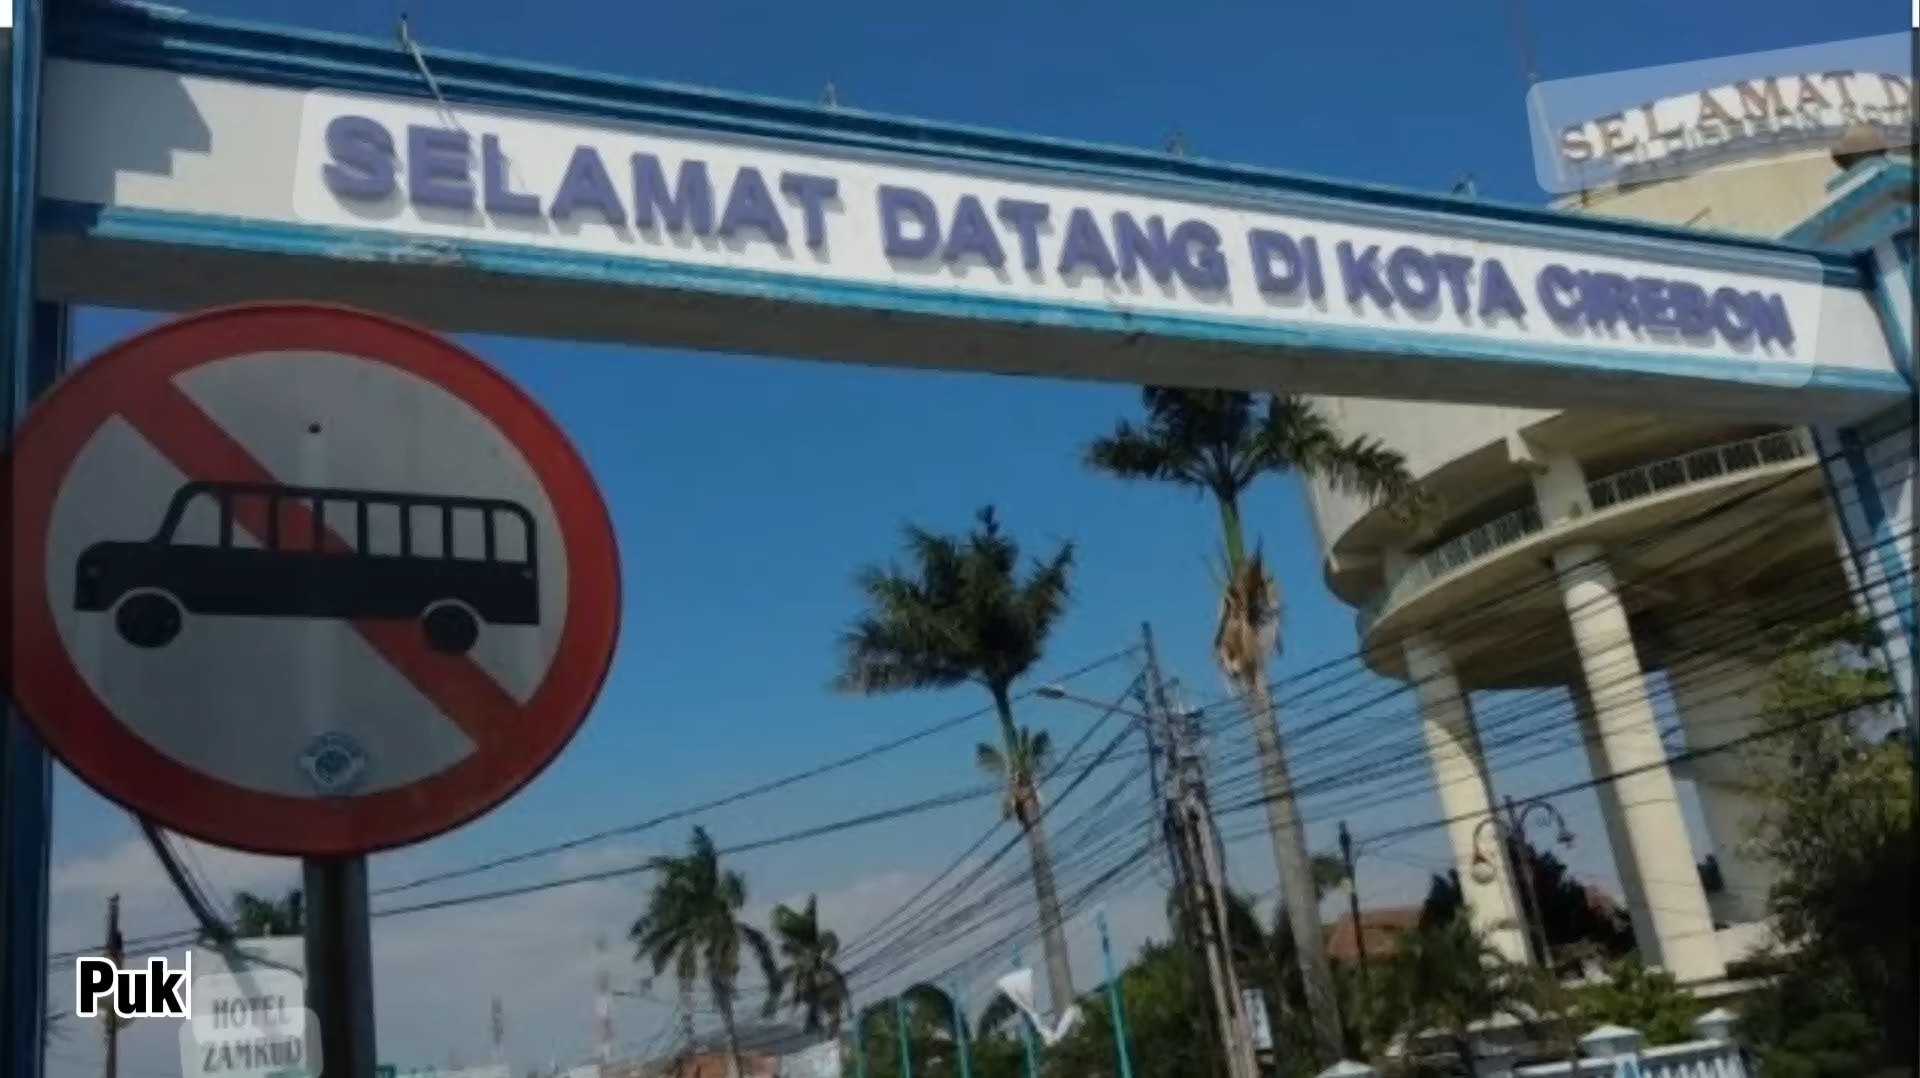 SELAMAT DATANG DI KOTA CIREBON
SELAMAT D
Puk
HOTEL
ZAMRUD